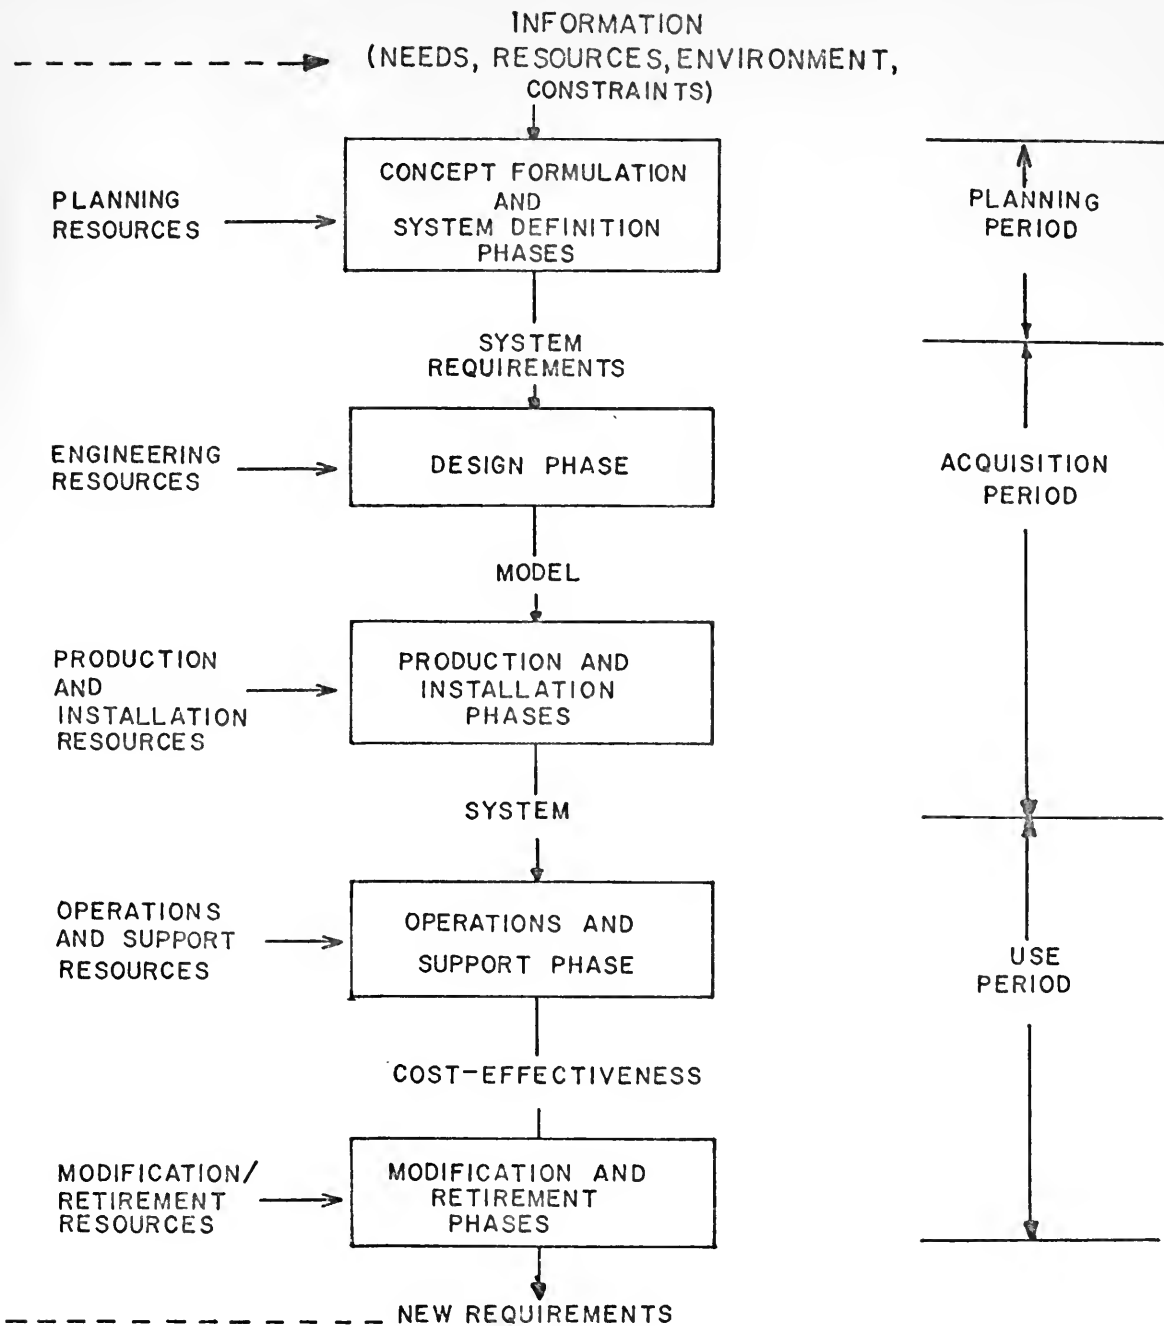 INFORMATION
(NEEDS, RESOURCES, ENVIRONMENT,
CONSTRAINTS)
PLANNING
RESOURCES
CONCEPT FORMULATION
AND
SYSTEM DEFINITION
PHASES
PLANNING
PERIOD
SYSTEM
REQUIREMENTS
ENGINEERING
RESOURCES
DESIGN PHASE
ACQUISITION
PERIOD
MODEL
PRODUCTION
AND
INSTALLATION
RESOURCES
PRODUCTION AND
INSTALLATION
PHASES
SYSTEM
OPERATIONS
AND SUPPORT
RESOURCES
OPERATIONS AND
SUPPORT PHASE
USE
PERIOD
COST-EFFECTIVENESS
MODIFICATION/
RETIREMENT
RESOURCES
MODIFICATION AND
RETIREMENT
PHASES
NEW REQUIREMENTS